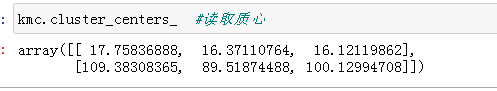 : kmc.cluster_centers_  #读取质心
: array([[ 17.75836888,  16.37110764,  16.12119862],
       [109.38308365,  89.51874488, 100.12994708]])